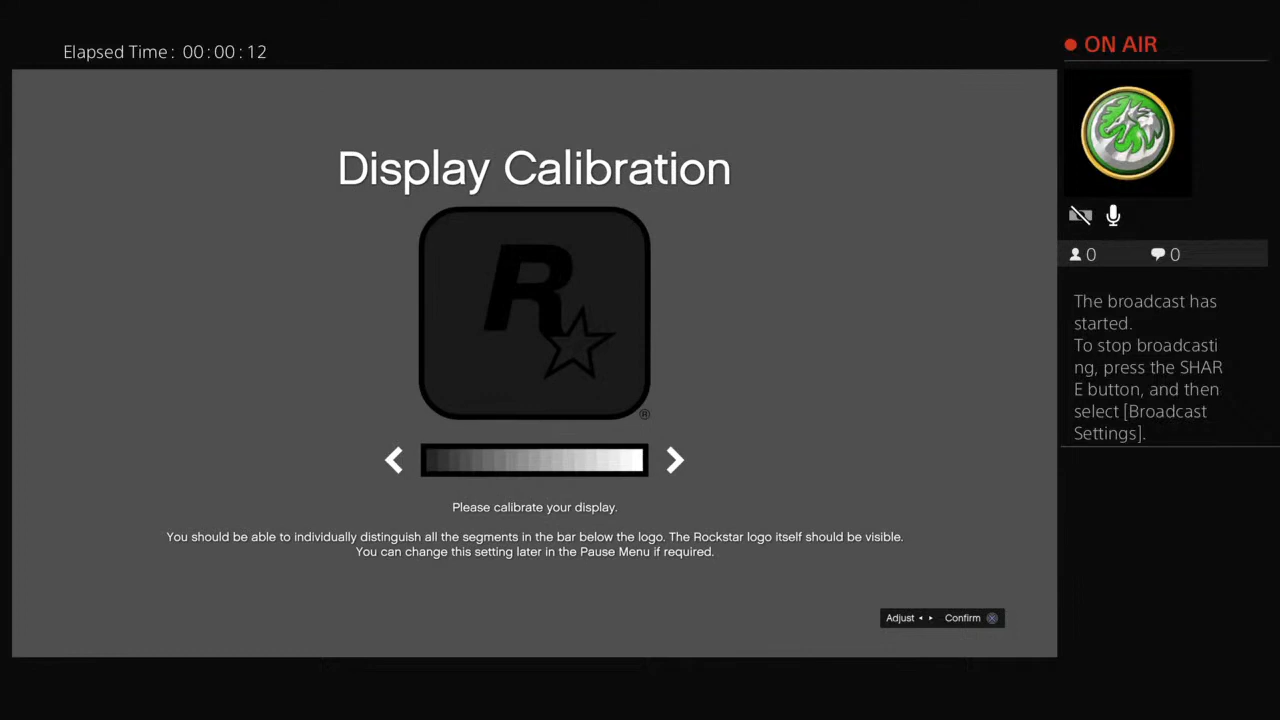 Elapsed Time: 00:00:12
ON AIR
Display Calibration
R
®
0 0
The broadcast has
started.
To stop broadcasti
ng, press the SHAR
E button, and then
select [Broadcast
Settings].
Please calibrate your display.
You should be able to individually distinguish all the segments in the bar below the logo. The Rockstar logo itself should be visible.
You can change this setting later in the Pause Menu if required.
Adjust Confirm